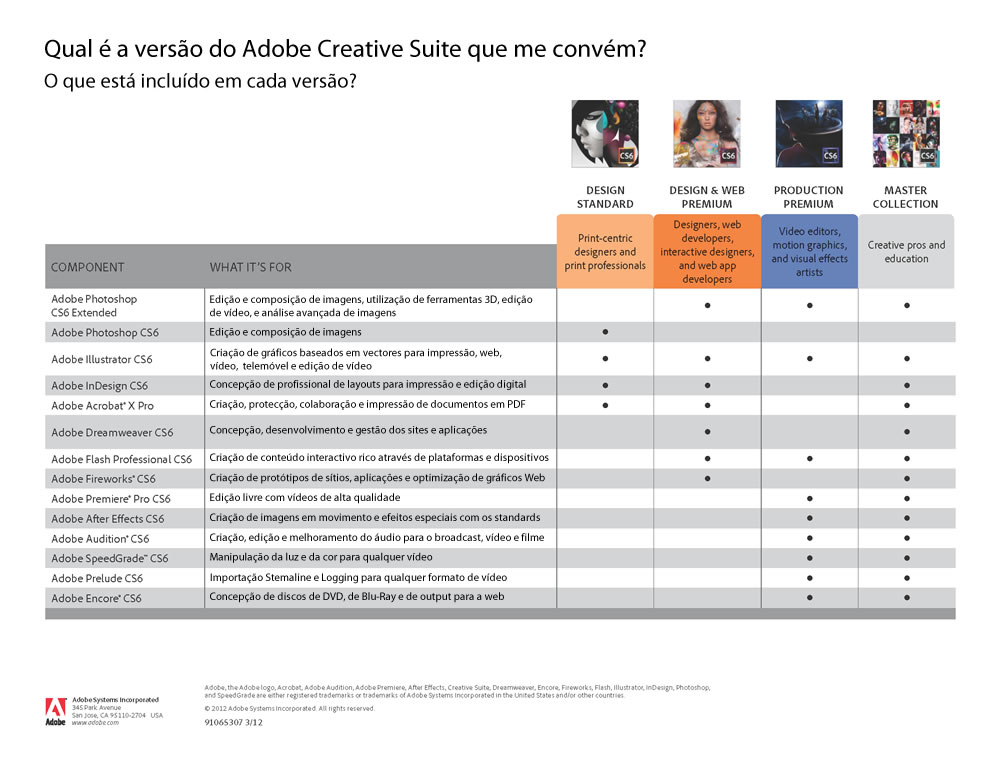 Qual é a versão do Adobe Creative Suite que me convém?
O que está incluído em cada versão?
CS6
CS6
CS6
CS6
DESIGN
STANDARD
DESIGN & WEB
PREMIUM
PRODUCTION
PREMIUM
MASTER
COLLECTION
COMPONENT
WHAT IT'S FOR
Print-centric
designers and
print professionals
Designers, web
developers,
interactive designers,
and web app
developers
Video editors,
motion graphics,
and visual effects
artists
Creative pros and
education
Adobe Photoshop
CS6 Extended
Edição e composição de imagens, utilização de ferramentas 3D, edição
de vídeo, e análise avançada de imagens
• • •
Adobe Photoshop CS6 Edição e composição de imagens •
Adobe Illustrator CS6
Criação de gráficos baseados em vectores para impressão, web,
vídeo, telemóvel e edição de vídeo
• • • •
Adobe InDesign CS6 Concepção de profissional de layouts para impressão e edição digital • • •
Adobe Acrobat® X Pro Criação, protecção, colaboração e impressão de documentos em PDF • • •
Adobe Dreamweaver CS6 Concepção, desenvolvimento e gestão dos sites e aplicações • •
Adobe Flash Professional CS6 Criação de conteúdo interactivo rico através de plataformas e dispositivos • • •
Adobe Fireworks® CS6 Criação de protótipos de sítios, aplicações e optimização de gráficos Web • •
Adobe Premiere® Pro CS6 Edição livre com vídeos de alta qualidade • •
Adobe After Effects CS6 Criação de imagens em movimento e efeitos especiais com os standards • •
Adobe Audition® CS6 Criação, edição e melhoramento do áudio para o broadcast, vídeo e filme • •
Adobe SpeedGrade™ CS6 Manipulação da luz e da cor para qualquer vídeo • •
Adobe Prelude CS6 Importação Stemaline e Logging para qualquer formato de vídeo • •
Adobe Encore® CS6 Concepção de discos de DVD, de Blu-Ray e de output para a web • •
Adobe
Adobe Systems Incorporated
345 Park Avenue
San Jose, CA 95110-2704 USA
www.adobe.com
Adobe, the Adobe logo, Acrobat, Adobe Audition, Adobe Premiere, After Effects, Creative Suite, Dreamweaver, Encore, Fireworks, Flash, Illustrator, InDesign, Photoshop,
and SpeedGrade are either registered trademarks or trademarks of Adobe Systems Incorporated in the United States and/or other countries.
© 2012 Adobe Systems Incorporated. All rights reserved.
91065307 3/12